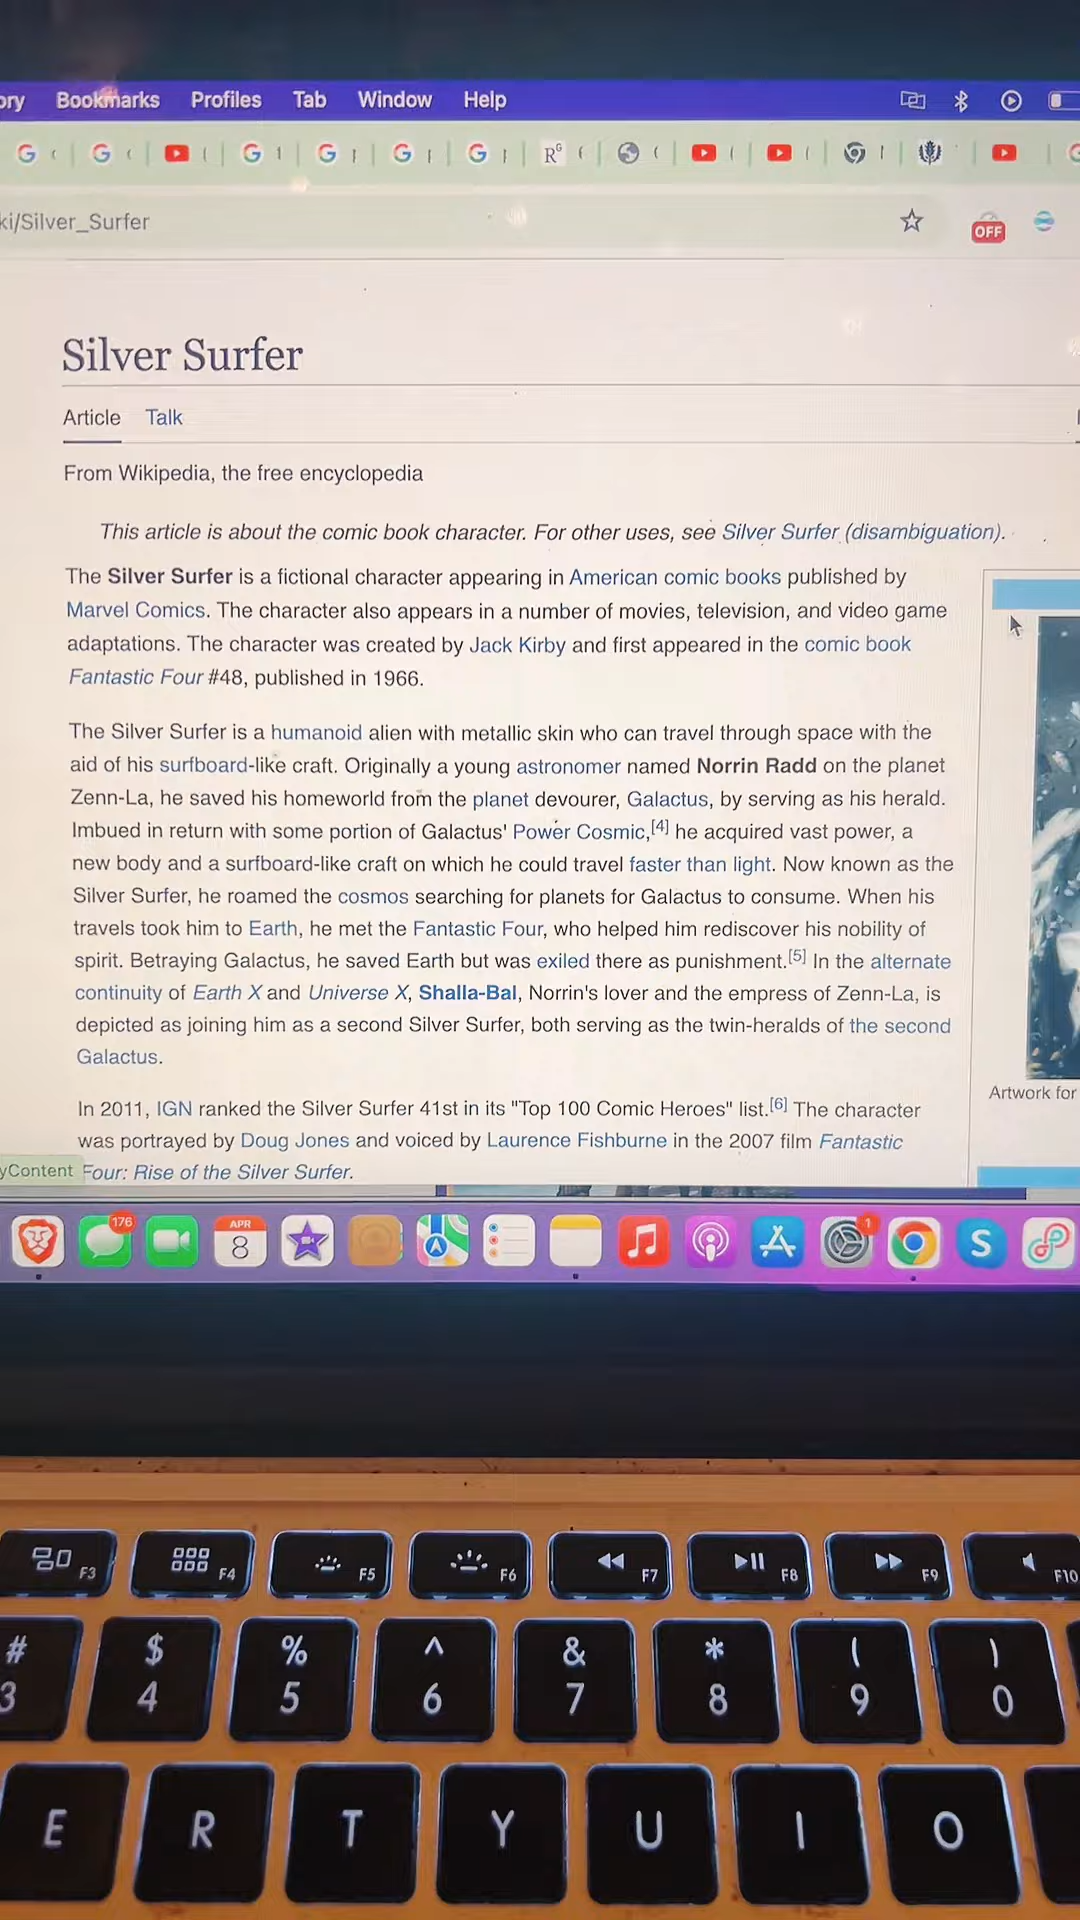 ory Bookmarks Profiles Tab Window Help
ki/Silver_Surfer
OFF
Silver Surfer
Article Talk
From Wikipedia, the free encyclopedia
This article is about the comic book character. For other uses, see Silver Surfer (disambiguation).
The Silver Surfer is a fictional character appearing in American comic books published by
Marvel Comics. The character also appears in a number of movies, television, and video game
adaptations. The character was created by Jack Kirby and first appeared in the comic book
Fantastic Four #48, published in 1966.
The Silver Surfer is a humanoid alien with metallic skin who can travel through space with the
aid of his surfboard-like craft. Originally a young astronomer named Norrin Radd on the planet
Zenn-La, he saved his homeworld from the planet devourer, Galactus, by serving as his herald.
Imbued in return with some portion of Galactus' Power Cosmic,[4] he acquired vast power, a
new body and a surfboard-like craft on which he could travel faster than light. Now known as the
Silver Surfer, he roamed the cosmos searching for planets for Galactus to consume. When his
travels took him to Earth, he met the Fantastic Four, who helped him rediscover his nobility of
spirit. Betraying Galactus, he saved Earth but was exiled there as punishment.[5] In the alternate
continuity of Earth X and Universe X, Shalla-Bal, Norrin's lover and the empress of Zenn-La, is
depicted as joining him as a second Silver Surfer, both serving as the twin-heralds of the second
Galactus.
Artwork for
In 2011, IGN ranked the Silver Surfer 41st in its "Top 100 Comic Heroes" list.[6] The character
was portrayed by Doug Jones and voiced by Laurence Fishburne in the 2007 film Fantastic
yContent Four: Rise of the Silver Surfer.
176 APR 8 1 S
F3 F4 F5 F6 F7 F8 F9 F10
# $ % ^ & * ( )
3 4 5 6 7 8 9 0
E R T Y U I O